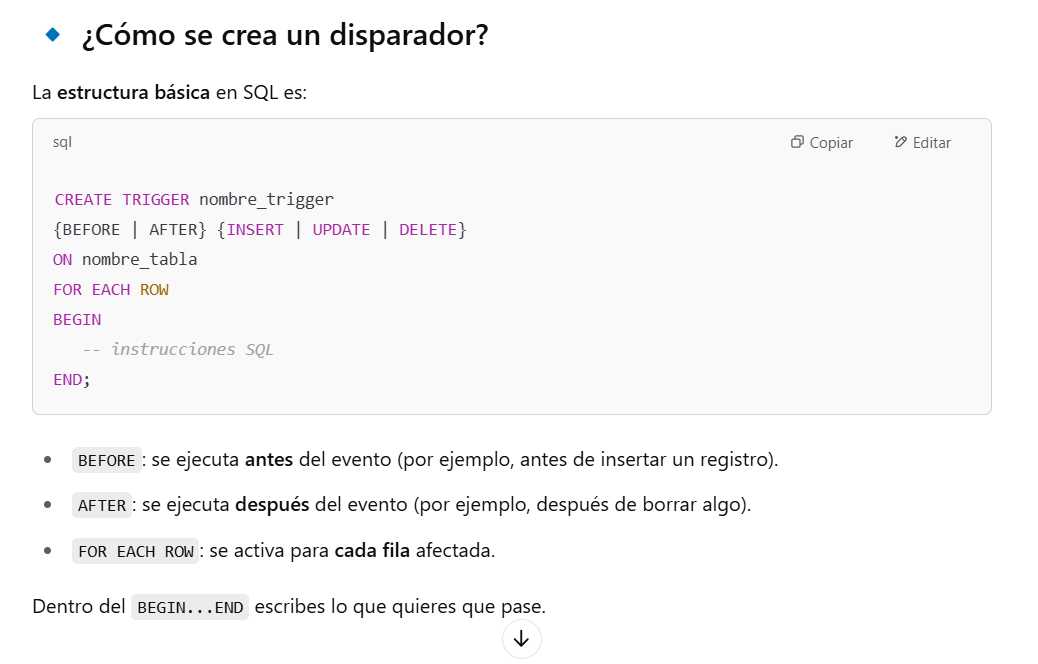 ¿Cómo se crea un disparador?
La estructura básica en SQL es:
sql
Copiar
Editar
CREATE TRIGGER nombre_trigger
{BEFORE | AFTER} {INSERT | UPDATE | DELETE}
ON nombre_tabla
FOR EACH ROW
BEGIN
-- instrucciones SQL
END;
• BEFORE: se ejecuta antes del evento (por ejemplo, antes de insertar un registro).
• AFTER: se ejecuta después del evento (por ejemplo, después de borrar algo).
• FOR EACH ROW: se activa para cada fila afectada.
Dentro del BEGIN...END escribes lo que quieres que pase.